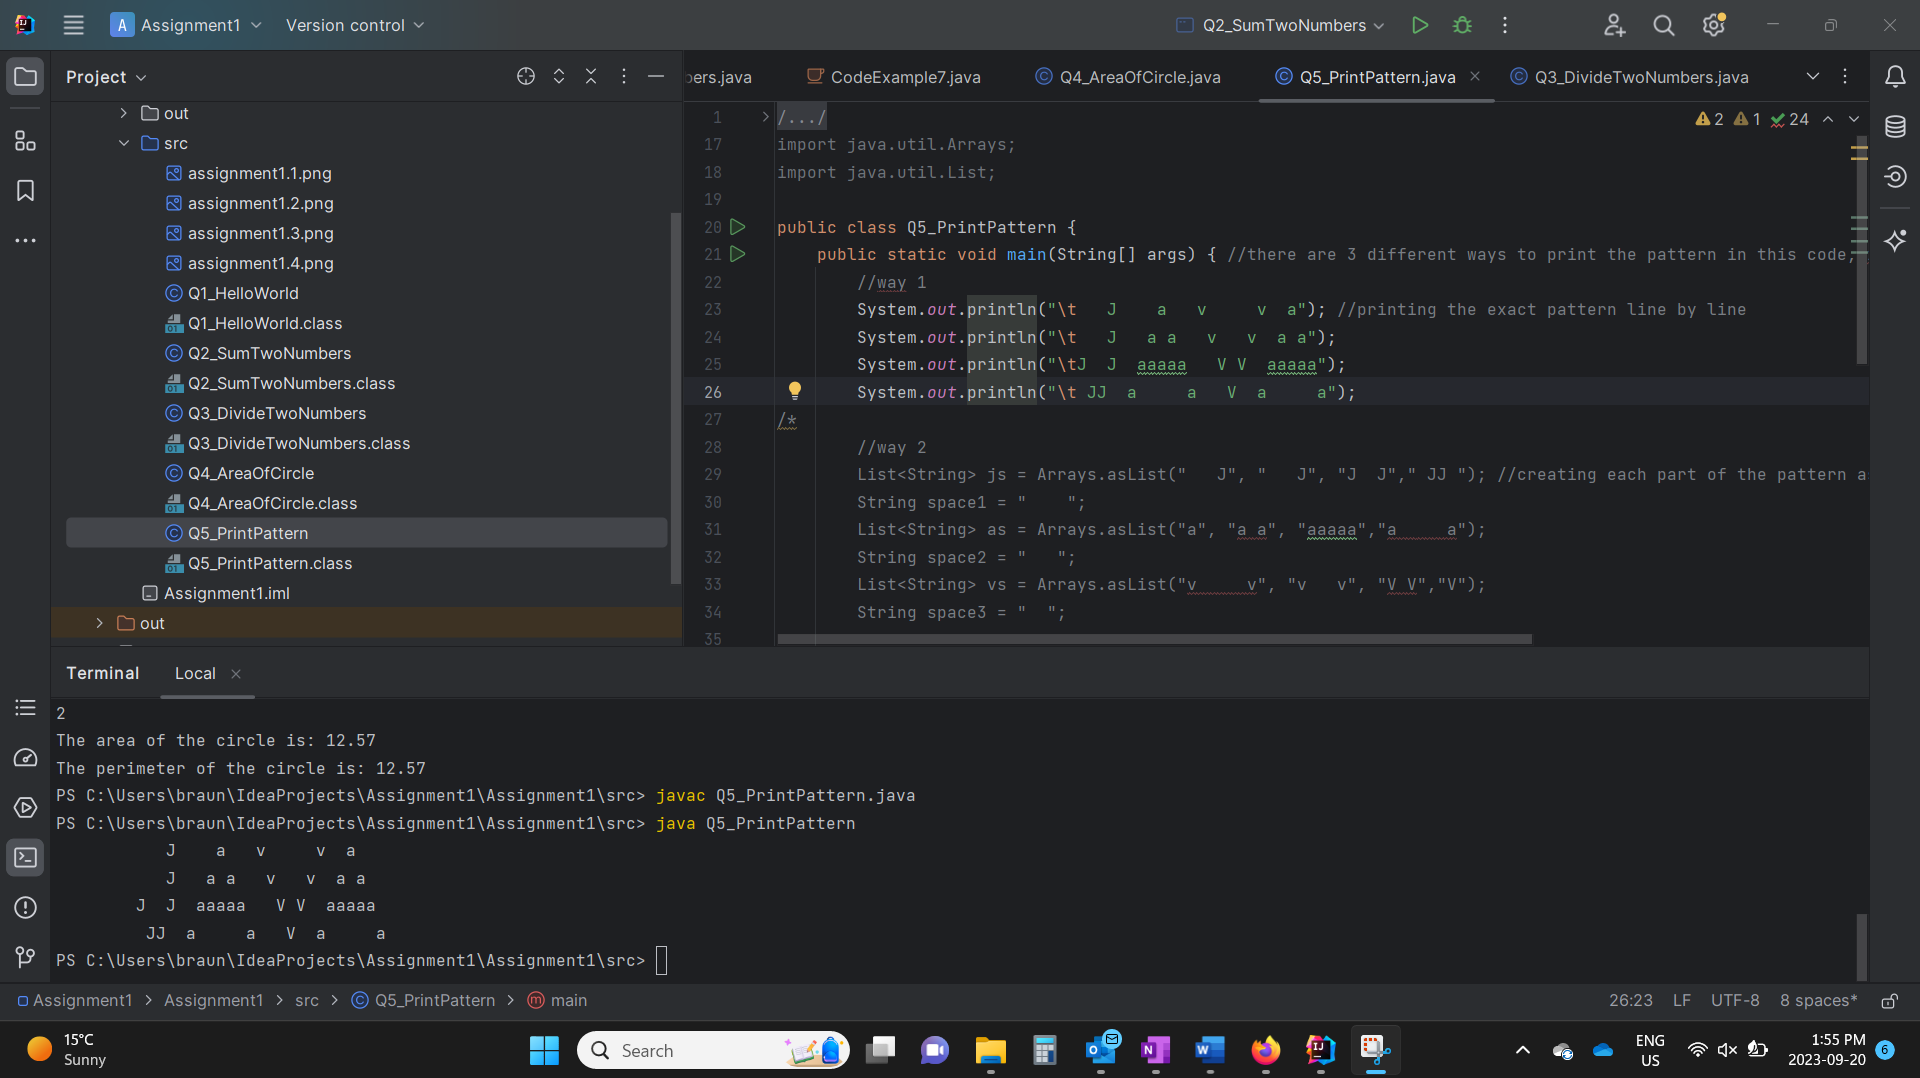 A Assignment1 Version control Q2_SumTwoNumbers
Project
bers.java CodeExample7.java Q4_AreaOfCircle.java Q5_PrintPattern.java Q3_DivideTwoNumbers.java
out
src
assignment1.1.png
assignment1.2.png
assignment1.3.png
assignment1.4.png
Q1_HelloWorld
Q1_HelloWorld.class
Q2_SumTwoNumbers
Q2_SumTwoNumbers.class
Q3_DivideTwoNumbers
Q3_DivideTwoNumbers.class
Q4_AreaOfCircle
Q4_AreaOfCircle.class
Q5_PrintPattern
Q5_PrintPattern.class
Assignment1.iml
out
2 1 24
1 /.../
17 import java.util.Arrays;
18 import java.util.List;
19
20 public class Q5_PrintPattern {
21     public static void main(String[] args) { //there are 3 different ways to print the pattern in this code,
22         //way 1
23         System.out.println("\t   J    a   v     v  a"); //printing the exact pattern line by line
24         System.out.println("\t   J   a a   v   v  a a");
25         System.out.println("\tJ  J  aaaaa   V V  aaaaa");
26         System.out.println("\t JJ  a     a   V  a     a");
27 /*
28         //way 2
29         List<String> js = Arrays.asList("   J", "   J", "J  J"," JJ "); //creating each part of the pattern a
30         String space1 = "    ";
31         List<String> as = Arrays.asList("a", "a a", "aaaaa","a     a");
32         String space2 = "   ";
33         List<String> vs = Arrays.asList("v     v", "v   v", "V V","V");
34         String space3 = "  ";
35
Terminal Local
2
The area of the circle is: 12.57
The perimeter of the circle is: 12.57
PS C:\Users\braun\IdeaProjects\Assignment1\Assignment1\src> javac Q5_PrintPattern.java
PS C:\Users\braun\IdeaProjects\Assignment1\Assignment1\src> java Q5_PrintPattern
           J    a   v     v  a
           J   a a   v   v  a a
        J  J  aaaaa   V V  aaaaa
         JJ  a     a   V  a     a
PS C:\Users\braun\IdeaProjects\Assignment1\Assignment1\src>
Assignment1 > Assignment1 > src > Q5_PrintPattern > main 26:23 LF UTF-8 8 spaces*
15°C
Sunny
Search
ENG
US
1:55 PM
2023-09-20
6